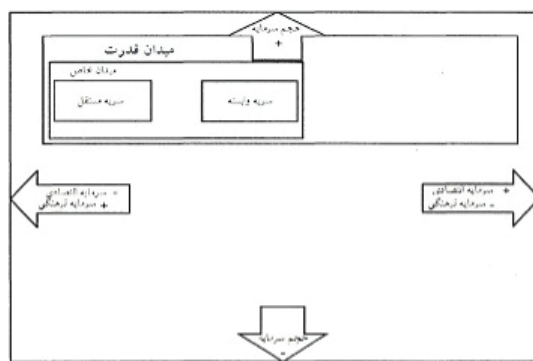 حجم سرمایه
+
میدان قدرت
میدان خاص
سویه مستقل
سویه وابسته
- سرمایه اقتصادی
+ سرمایه فرهنگی
+ سرمایه اقتصادی
- سرمایه فرهنگی
حجم سرمایه
-